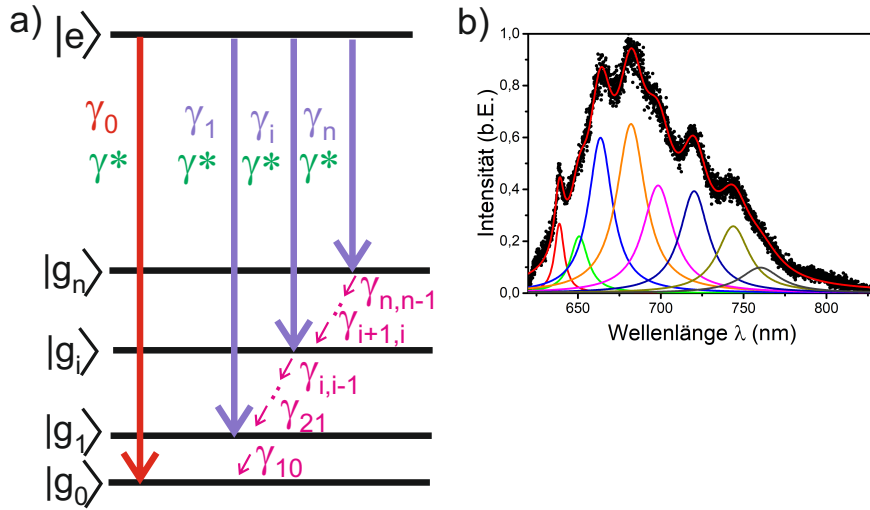 a)
|e⟩
γ0 γ1 γi γn
γ* γ* γ* γ*
|gn⟩
γn,n-1
γi+1,i
|gi⟩
γi,i-1
γ21
|g1⟩
γ10
|g0⟩
b)
1,0
0,8
0,6
0,4
0,2
0,0
Intensität (b.E.)
650 700 750 800
Wellenlänge λ (nm)